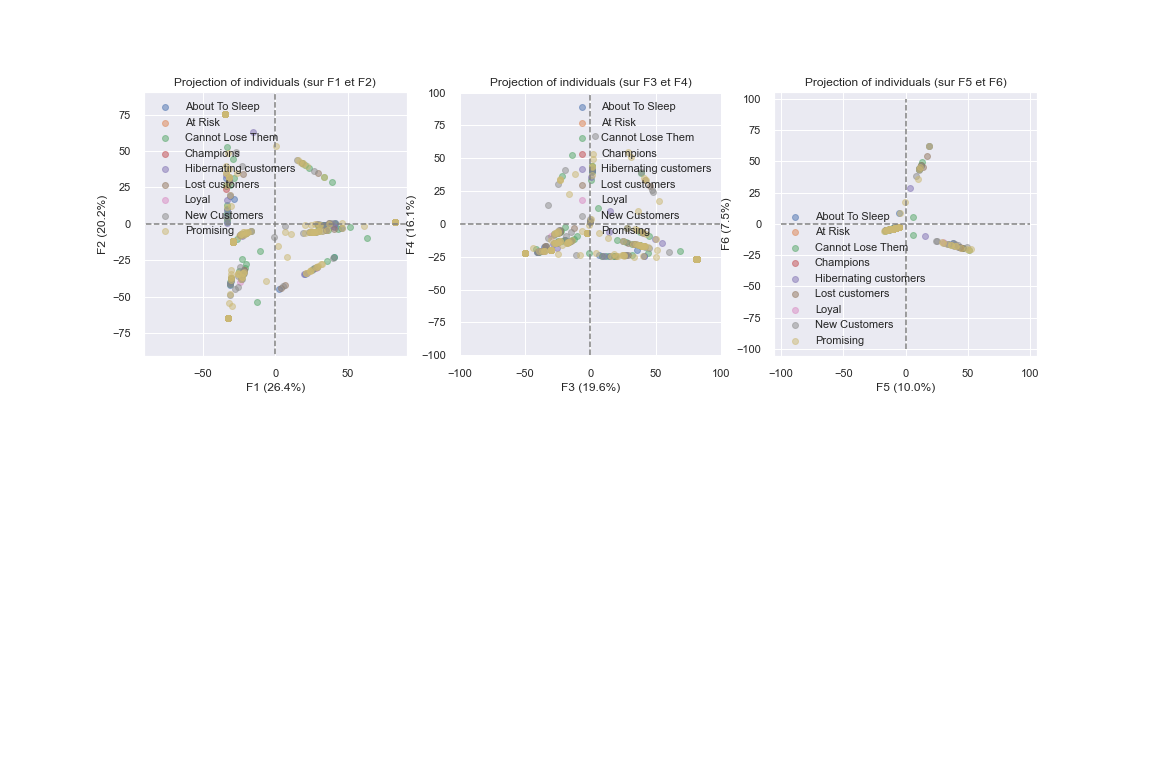 Projection of individuals (sur F1 et F2)
75
50
25
0
−25
−50
−75
F2 (20.2%)
About To Sleep
At Risk
Cannot Lose Them
Champions
Hibernating customers
Lost customers
Loyal
New Customers
Promising
−50
0
50
F1 (26.4%)
Projection of individuals (sur F3 et F4)
100
75
50
25
0
−25
−50
−75
−100
F4 (16.1%)
About To Sleep
At Risk
Cannot Lose Them
Champions
Hibernating customers
Lost customers
Loyal
New Customers
Promising
−100
−50
0
50
100
F3 (19.6%)
Projection of individuals (sur F5 et F6)
100
75
50
25
0
−25
−50
−75
−100
F6 (7.5%)
About To Sleep
At Risk
Cannot Lose Them
Champions
Hibernating customers
Lost customers
Loyal
New Customers
Promising
−100
−50
0
50
100
F5 (10.0%)